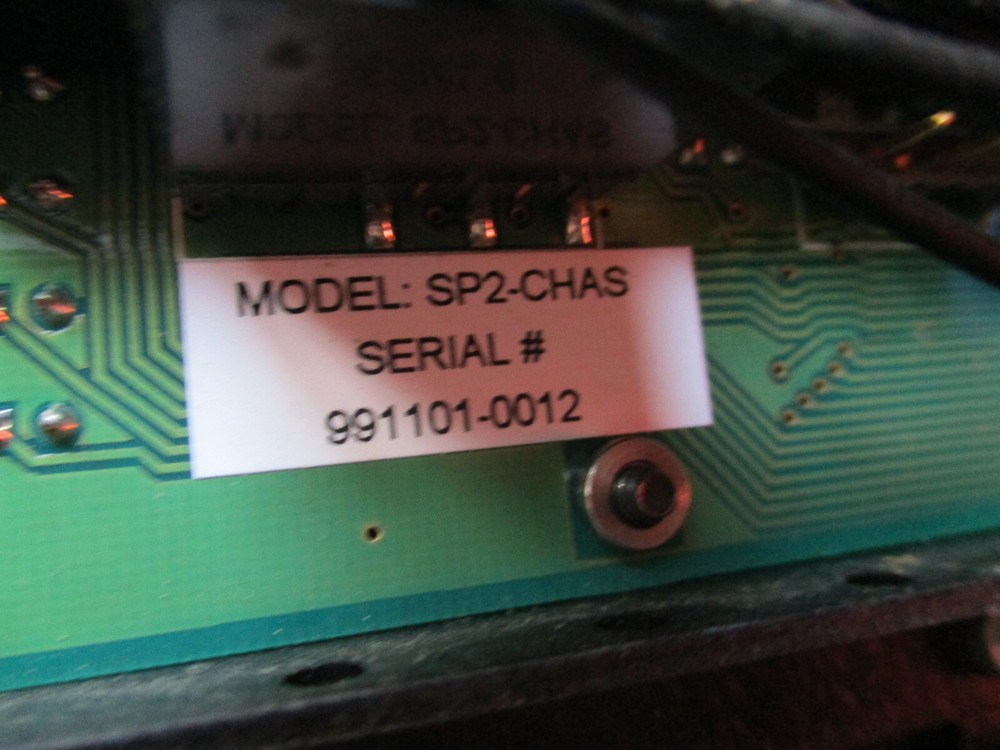 MODEL: SP2-CHAS
SERIAL #
991101-0012